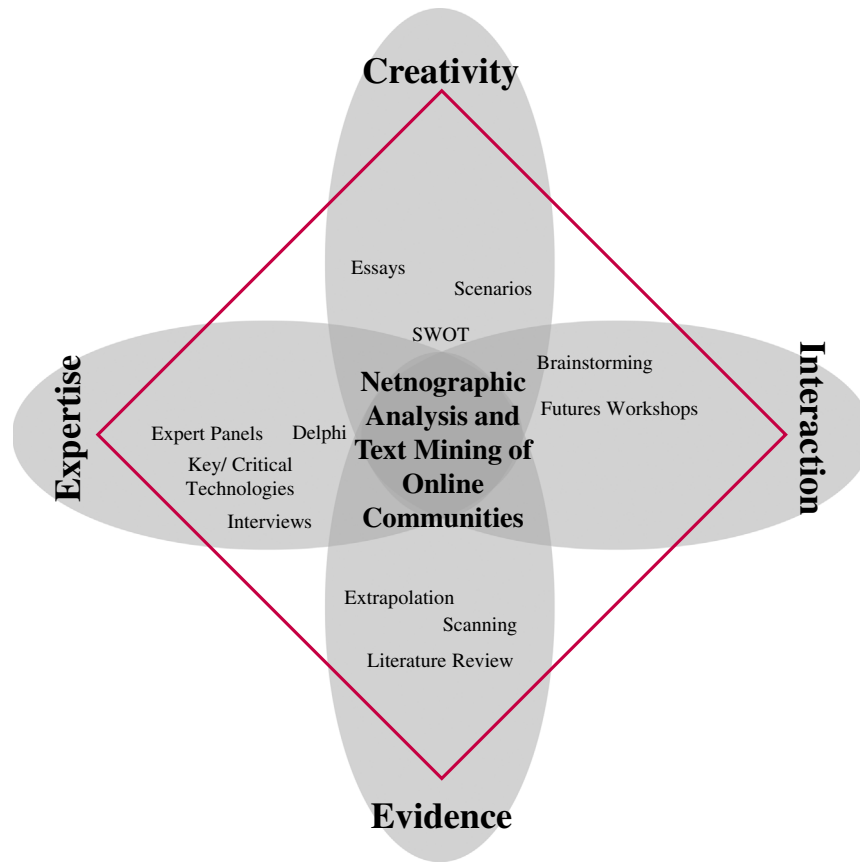 Creativity
Essays
Scenarios
SWOT
Netnographic
Analysis and
Text Mining of
Online
Communities
Brainstorming
Futures Workshops
Interaction
Expertise
Expert Panels
Delphi
Key/ Critical
Technologies
Interviews
Extrapolation
Scanning
Literature Review
Evidence